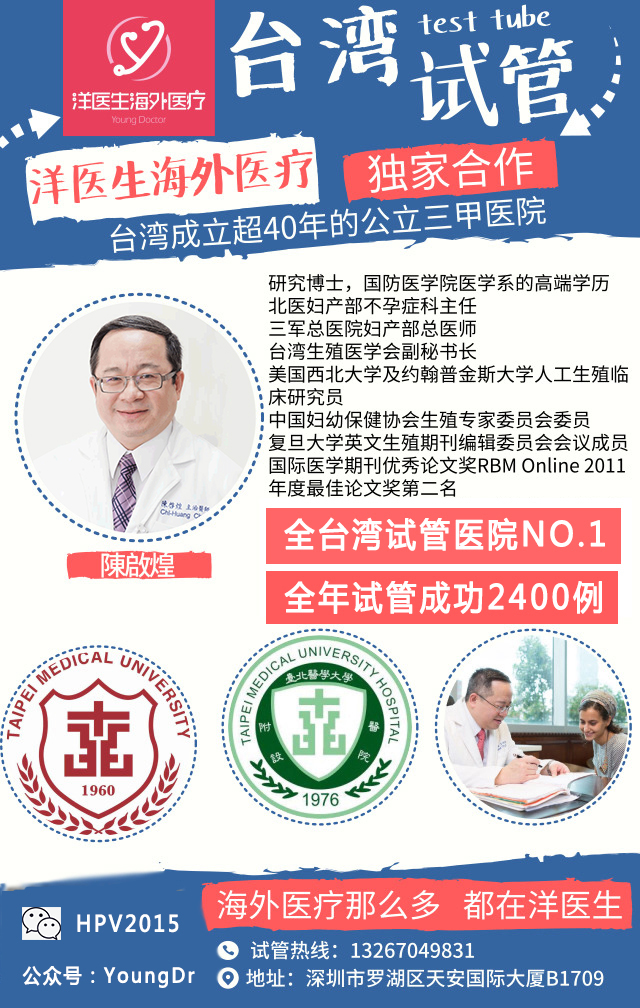 洋医生海外医疗
Young Doctor
台湾
test tube
试管
洋医生海外医疗
独家合作
台湾成立超40年的公立三甲医院
研究博士，国防医学院医学系的高端学历
北医妇产部不孕症科主任
三军总医院妇产部总医师
台湾生殖医学会副秘书长
美国西北大学及约翰普金斯大学人工生殖临
床研究员
中国妇幼保健协会生殖专家委员会委员
复旦大学英文生殖期刊编辑委员会会议成员
国际医学期刊优秀论文奖RBM Online 2011
年度最佳论文奖第二名
陳啟煌 主治醫師
Chi-Huang
陳啟煌
全台湾试管医院NO.1
全年试管成功2400例
TAIPEI MEDICAL UNIVERSITY
1960
TAIPEI MEDICAL UNIVERSITY HOSPITAL
臺北醫學大學
附設醫院
1976
海外医疗那么多 都在洋医生
HPV2015
试管热线：13267049831
公众号：YoungDr
地址：深圳市罗湖区天安国际大厦B1709